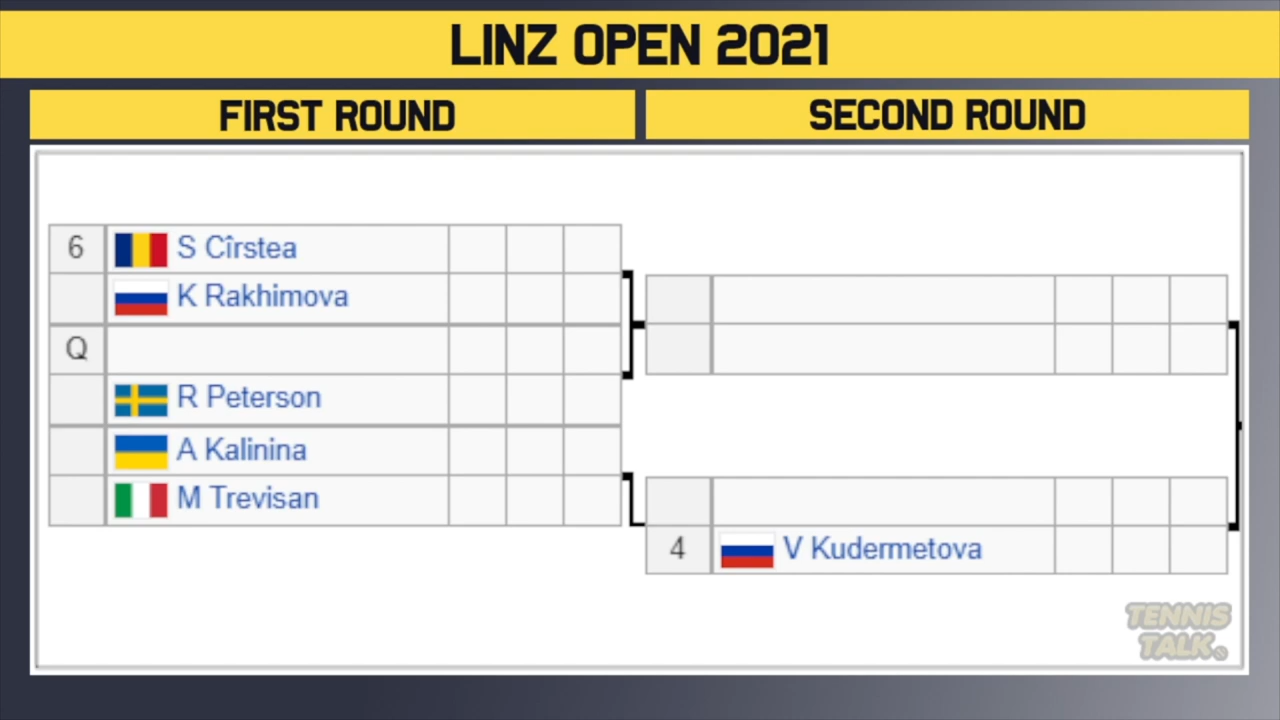 LINZ OPEN 2021
FIRST ROUND
SECOND ROUND
6 S Cîrstea
K Rakhimova
Q
R Peterson
A Kalinina
M Trevisan
4 V Kudermetova
TENNIS
TALK